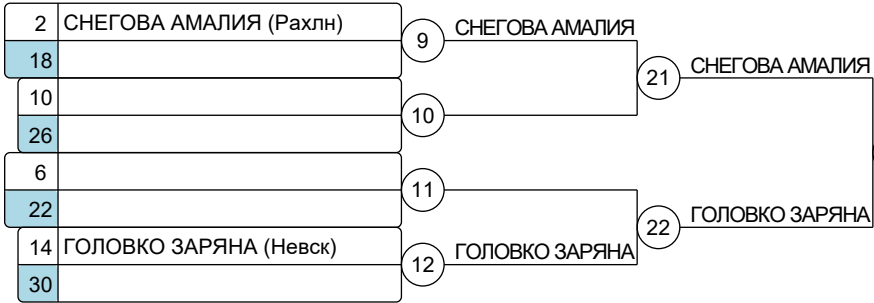 2 СНЕГОВА АМАЛИЯ (Рахлн)
18
9 СНЕГОВА АМАЛИЯ
21 СНЕГОВА АМАЛИЯ
10
26
10
6
22
11
22 ГОЛОВКО ЗАРЯНА
14 ГОЛОВКО ЗАРЯНА (Невск)
30
12 ГОЛОВКО ЗАРЯНА